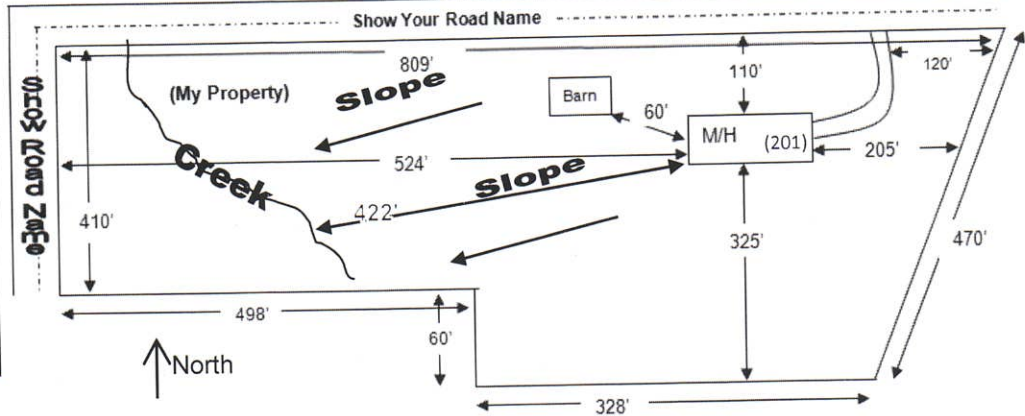 Show Your Road Name
Show Road Name
809'
110'
120'
(My Property)
Slope
Barn
60'
M/H
(201)
205'
524'
Creek
Slope
422'
410'
325'
470'
498'
60'
North
328'